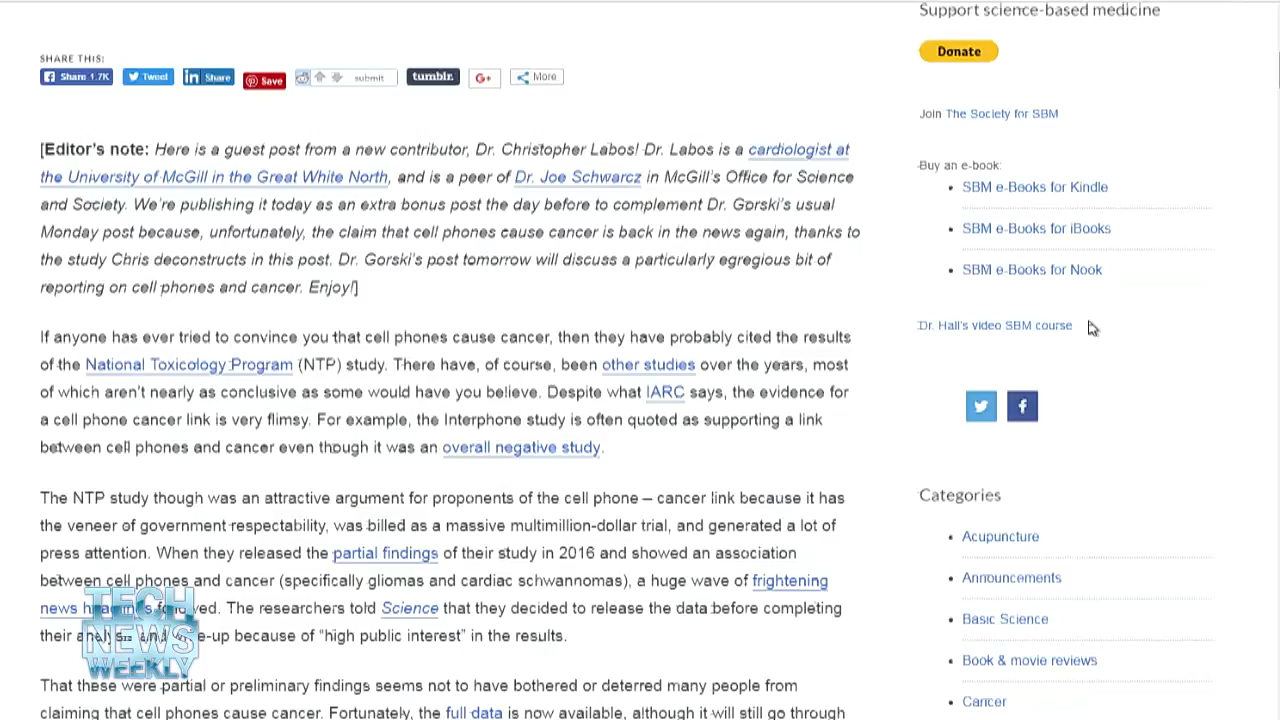 Support science-based medicine
Donate
SHARE THIS:
Share 1.7K
Tweet
in Share
Save
submit
tumblr.
G+
More
Join The Society for SBM
[Editor's note: Here is a guest post from a new contributor, Dr. Christopher Labos! Dr. Labos is a cardiologist at
the University of McGill in the Great White North, and is a peer of Dr. Joe Schwarcz in McGill's Office for Science
and Society. We're publishing it today as an extra bonus post the day before to complement Dr. Gorski's usual
Monday post because, unfortunately, the claim that cell phones cause cancer is back in the news again, thanks to
the study Chris deconstructs in this post. Dr. Gorski's post tomorrow will discuss a particularly egregious bit of
reporting on cell phones and cancer. Enjoy!]
Buy an e-book:
SBM e-Books for Kindle
SBM e-Books for iBooks
SBM e-Books for Nook
Dr. Hall's video SBM course
If anyone has ever tried to convince you that cell phones cause cancer, then they have probably cited the results
of the National Toxicology Program (NTP) study. There have, of course, been other studies over the years, most
of which aren't nearly as conclusive as some would have you believe. Despite what IARC says, the evidence for
a cell phone cancer link is very flimsy. For example, the Interphone study is often quoted as supporting a link
between cell phones and cancer even though it was an overall negative study.
The NTP study though was an attractive argument for proponents of the cell phone – cancer link because it has
the veneer of government respectability, was billed as a massive multimillion-dollar trial, and generated a lot of
press attention. When they released the partial findings of their study in 2016 and showed an association
between cell phones and cancer (specifically gliomas and cardiac schwannomas), a huge wave of frightening
news The researchers told Science that they decided to release the data before completing
their because of "high public interest" in the results.
That these were partial or preliminary findings seems not to have bothered or deterred many people from
claiming that cell phones cause cancer. Fortunately, the full data is now available, although it will still go through
Categories
Acupuncture
Announcements
Basic Science
Book & movie reviews
Cancer
TECH
NEWS
WEEKLY